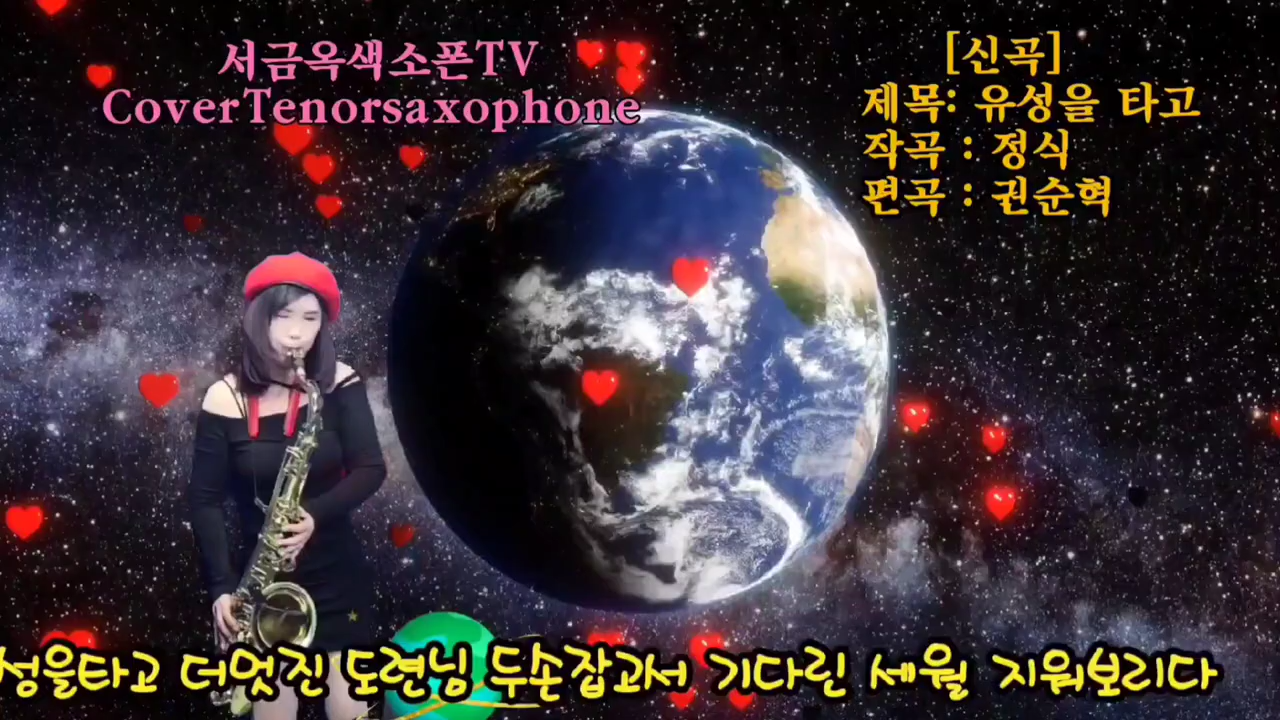 서금옥색소폰TV
CoverTenorsaxophone
[신곡]
제목: 유성을 타고
작곡 : 정식
편곡 : 권순혁
성을타고 더멋진 도련님 두손잡고서 기다린 세월 지워보리다